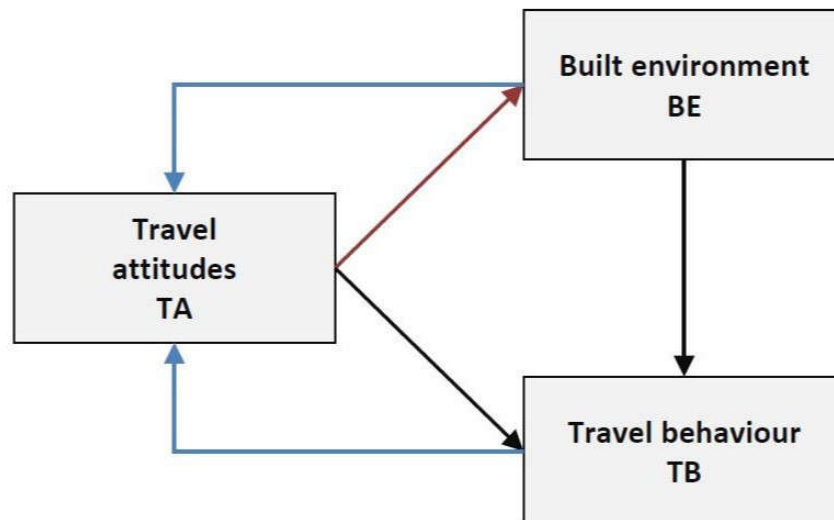 Built environment
BE
Travel
attitudes
TA
Travel behaviour
TB